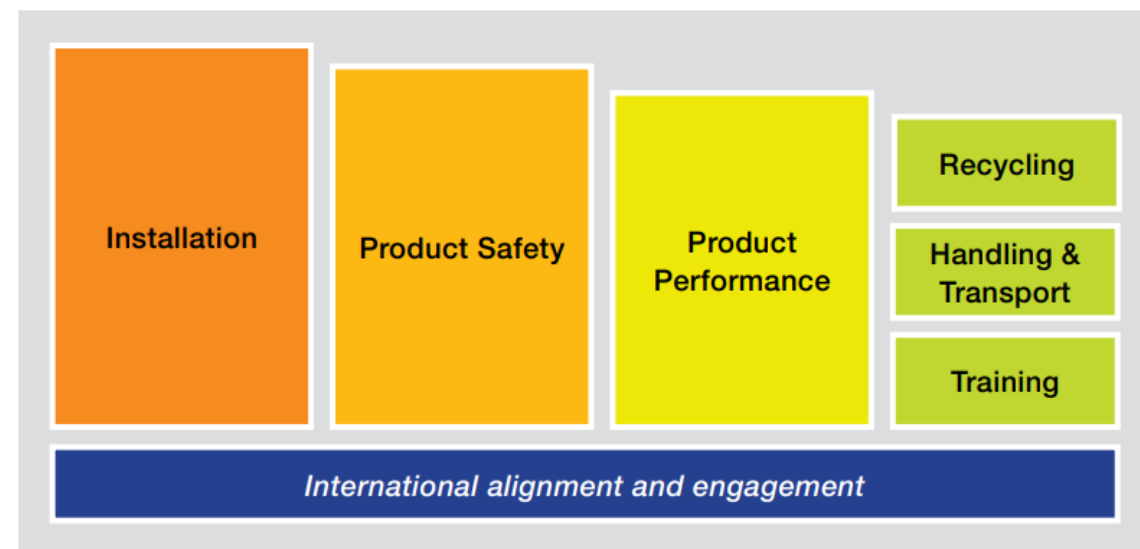 Installation
Product Safety
Product
Performance
Recycling
Handling &
Transport
Training
International alignment and engagement